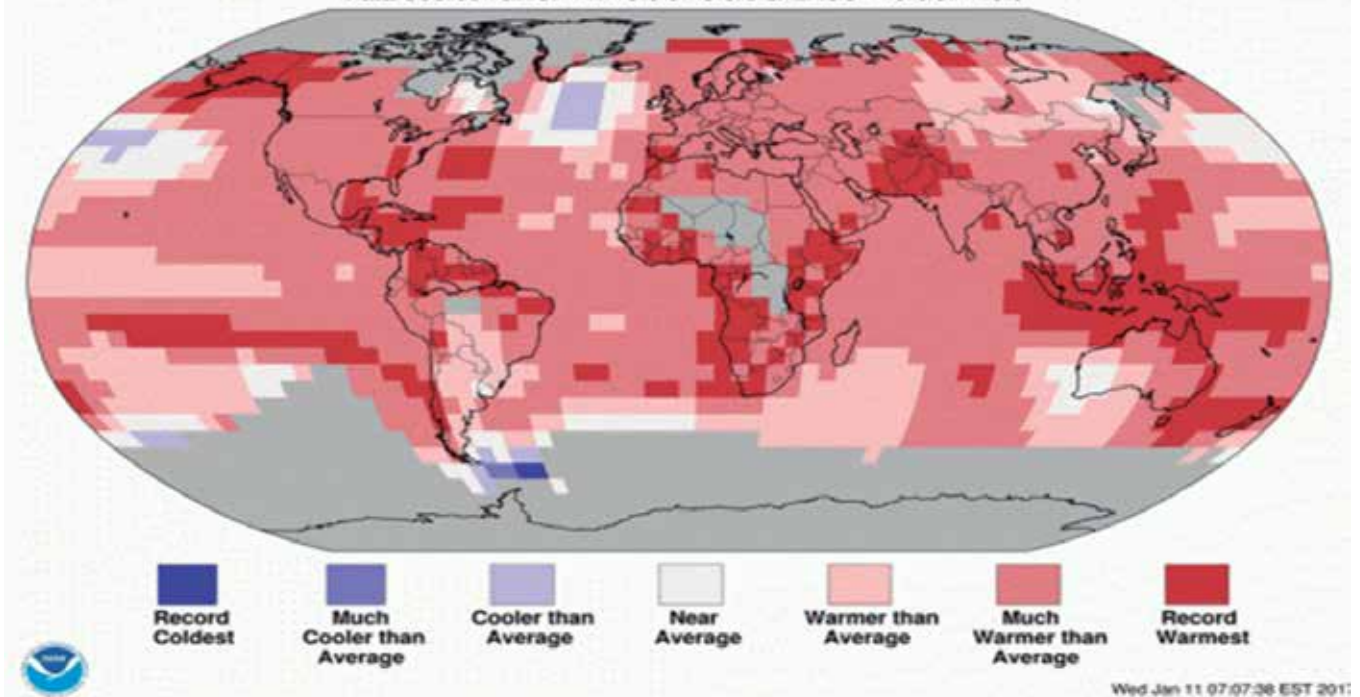 Record
Coldest
Much
Cooler than
Average
Cooler than
Average
Near
Average
Warmer than
Average
Much
Warmer than
Average
Record
Warmest
Wed Jan 11 07:07:38 EST 2017